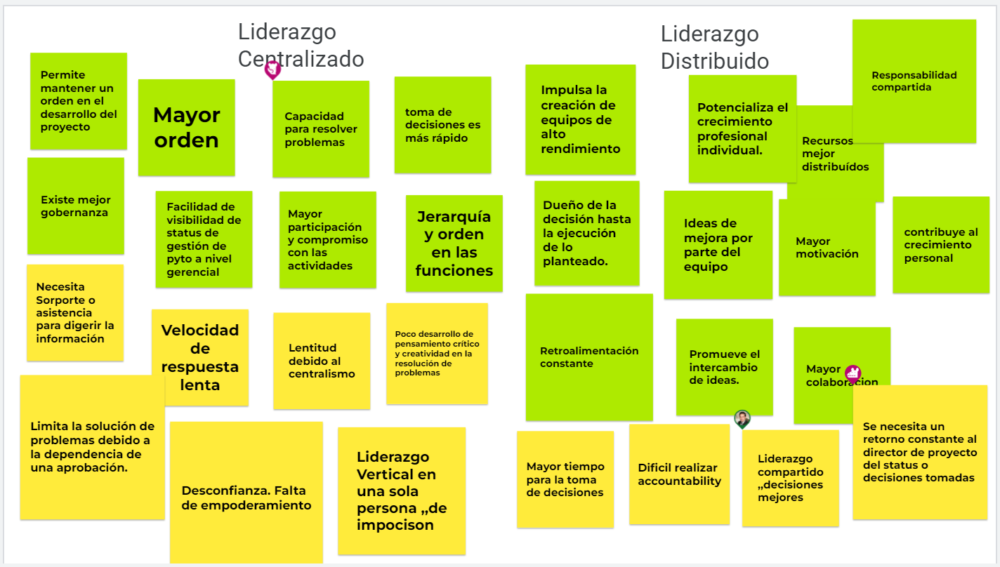 Liderazgo
Centralizado
Permite
mantener un
orden en el
desarrollo del
proyecto
Mayor
orden
Capacidad
para resolver
problemas
toma de
decisiones es
más rápido
Existe mejor
gobernanza
Facilidad de
visibilidad de
status de
gestión de
pyto a nivel
gerencial
Mayor
participación
y compromiso
con las
actividades
Jerarquía
y orden
en las
funciones
Necesita
Sorporte o
asistencia
para digerir la
información
Velocidad
de
respuesta
lenta
Lentitud
debido al
centralismo
Poco desarrollo de
pensamiento crítico
y creatividad en la
resolución de
problemas
Limita la solución de
problemas debido a
la dependencia de
una aprobación.
Desconfianza. Falta
de empoderamiento
Liderazgo
Vertical en
una sola
persona ,,de
impocison
Liderazgo
Distribuido
Impulsa la
creación de
equipos de
alto
rendimiento
Potencializa el
crecimiento
profesional
individual.
Recursos
mejor
distribuídos
Responsabilidad
compartida
Dueño de la
decisión hasta
la ejecución
de lo
planteado.
Ideas de
mejora por
parte del
equipo
Mayor
motivación
contribuye al
crecimiento
personal
Retroalimentación
constante
Promueve el
intercambio
de ideas.
Mayor
colaboracion
Mayor tiempo
para la toma
de decisiones
Dificil realizar
accountability
Liderazgo
compartido
,,decisiones
mejores
Se necesita un
retorno constante al
director de proyecto
del status o
decisiones tomadas